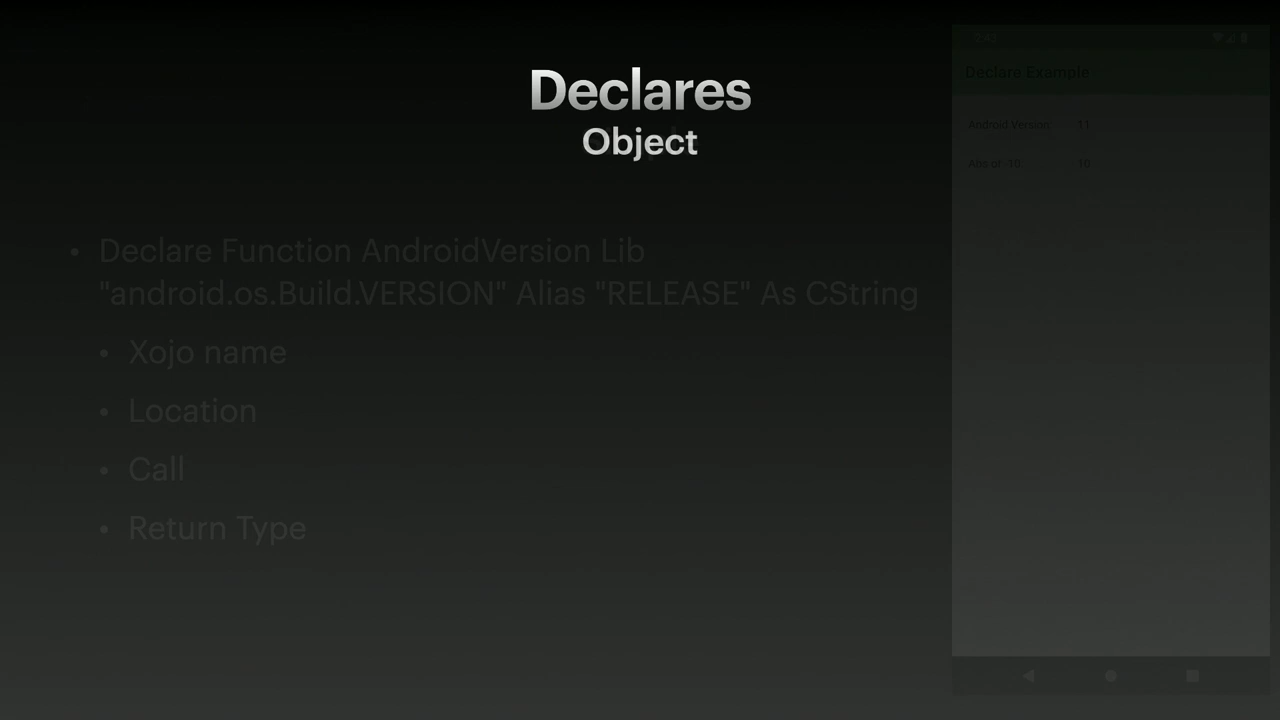 Declares
Object
• Declare Function AndroidVersion Lib
"android.os.Build.VERSION" Alias "RELEASE" As CString
• Xojo name
• Location
• Call
• Return Type
Declare Example
Android Version 11
Abs of -10 10